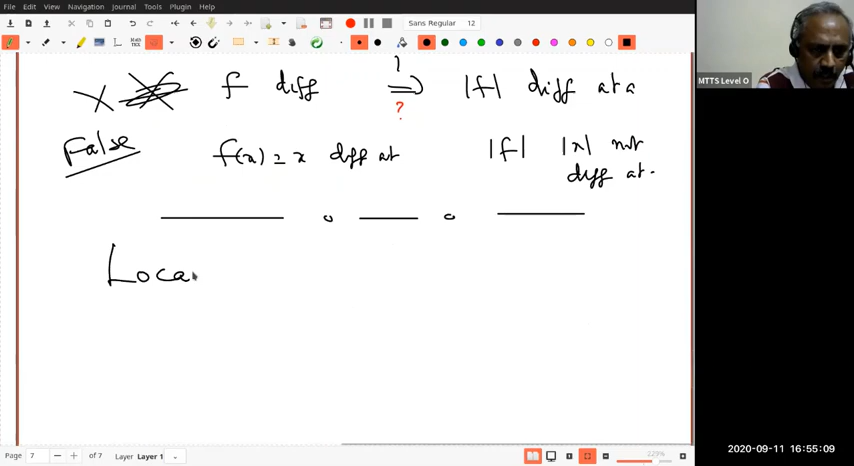 File Edit View Navigation Journal Tools Plugin Help
Sans Regular 12
MTTS Level O
?
f diff ⇒ |f| diff at a
?
False
f(x) = x diff at |f| |x| not
diff at
Loca
Page 7 of 7 Layer Layer 1 229%
2020-09-11 16:55:09